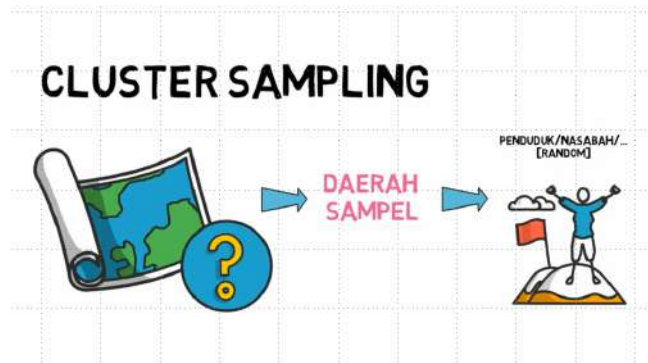 CLUSTER SAMPLING
PENDUDUK/NASABAH/...
[RANDOM]
DAERAH
SAMPEL
?